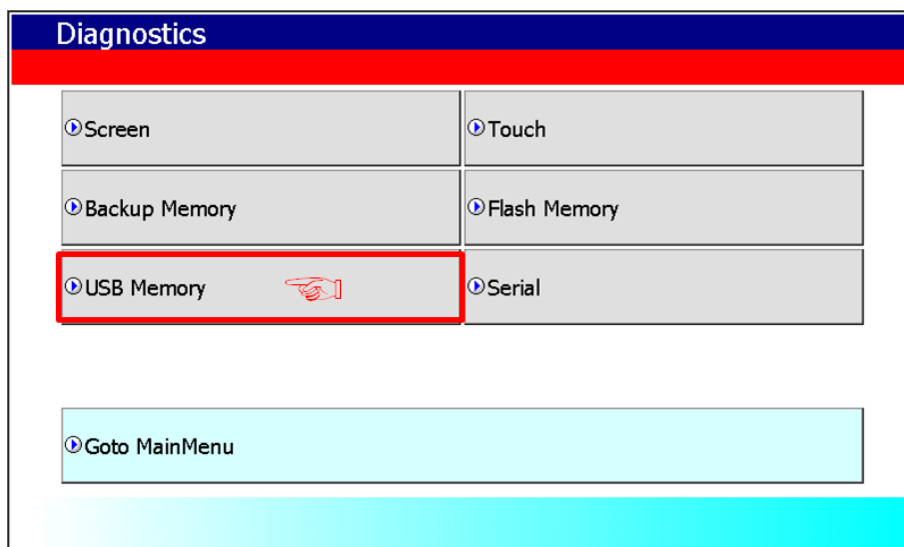 Diagnostics
Screen
Touch
Backup Memory
Flash Memory
USB Memory
Serial
Goto MainMenu